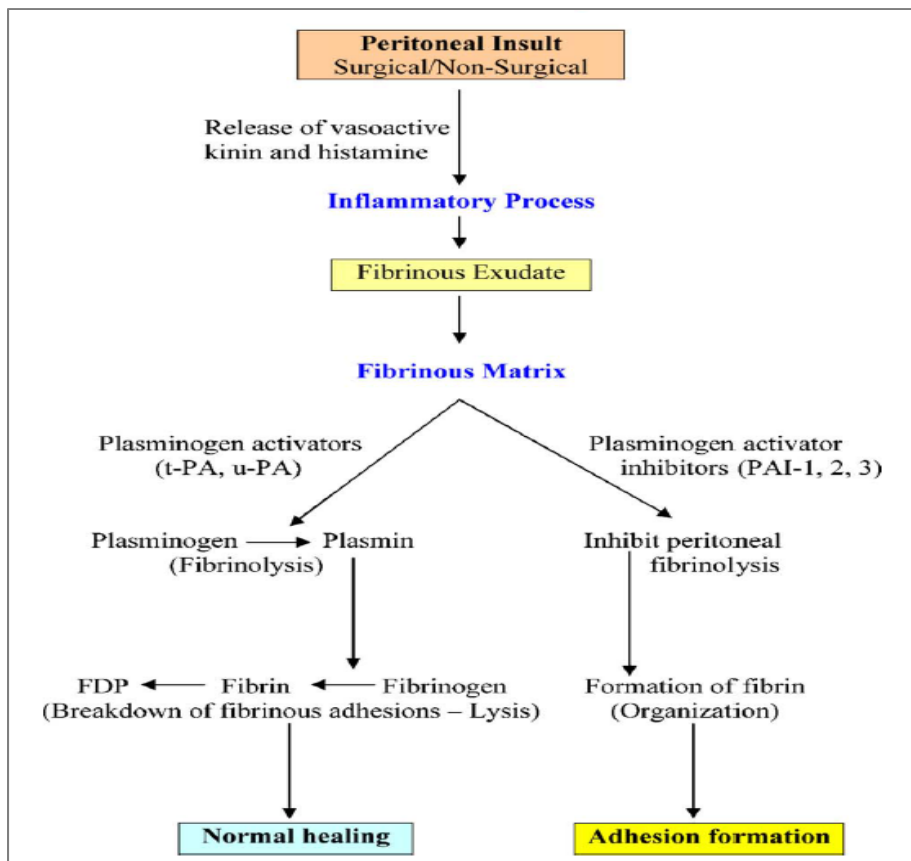 Peritoneal Insult
Surgical/Non-Surgical
Release of vasoactive
kinin and histamine
Inflammatory Process
Fibrinous Exudate
Fibrinous Matrix
Plasminogen activators
(t-PA, u-PA)
Plasminogen activator
inhibitors (PAI-1, 2, 3)
Plasminogen
Plasmin
(Fibrinolysis)
Inhibit peritoneal
fibrinolysis
FDP
Fibrin
Fibrinogen
(Breakdown of fibrinous adhesions – Lysis)
Formation of fibrin
(Organization)
Normal healing
Adhesion formation